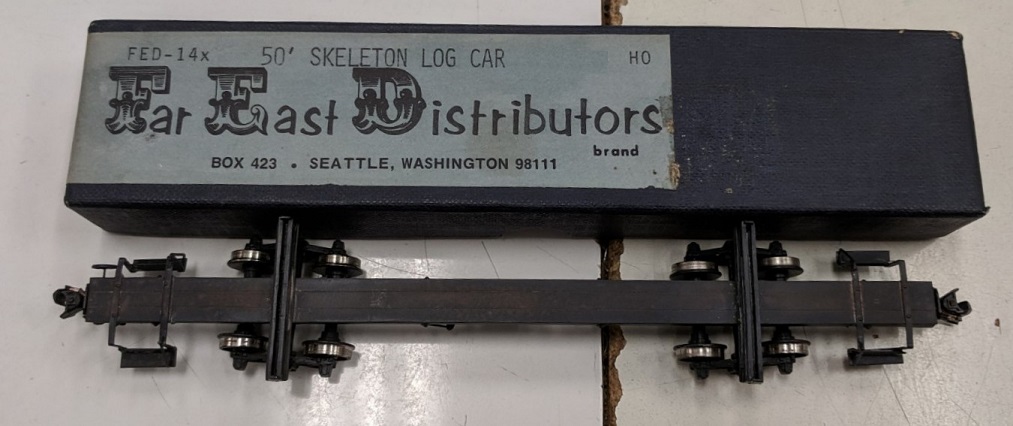 FED-14x 50' SKELETON LOG CAR HO
Far East Distributors
brand
BOX 423 . SEATTLE, WASHINGTON 98111